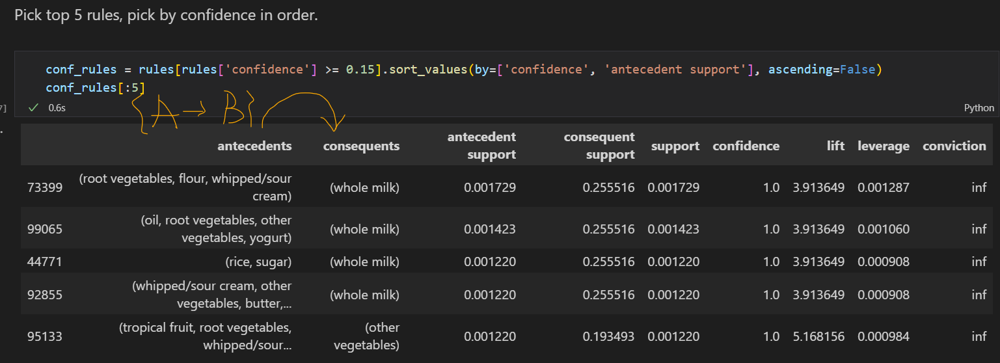 Pick top 5 rules, pick by confidence in order.
conf_rules = rules[rules['confidence'] >= 0.15].sort_values(by=['confidence', 'antecedent support'], ascending=False)
conf_rules[:5]
7] ✓ 0.6s Python
{A → B}
antecedents consequents antecedent support consequent support support confidence lift leverage conviction
73399 (root vegetables, flour, whipped/sour cream) (whole milk) 0.001729 0.255516 0.001729 1.0 3.913649 0.001287 inf
99065 (oil, root vegetables, other vegetables, yogurt) (whole milk) 0.001423 0.255516 0.001423 1.0 3.913649 0.001060 inf
44771 (rice, sugar) (whole milk) 0.001220 0.255516 0.001220 1.0 3.913649 0.000908 inf
92855 (whipped/sour cream, other vegetables, butter,... (whole milk) 0.001220 0.255516 0.001220 1.0 3.913649 0.000908 inf
95133 (tropical fruit, root vegetables, whipped/sour... (other vegetables) 0.001220 0.193493 0.001220 1.0 5.168156 0.000984 inf